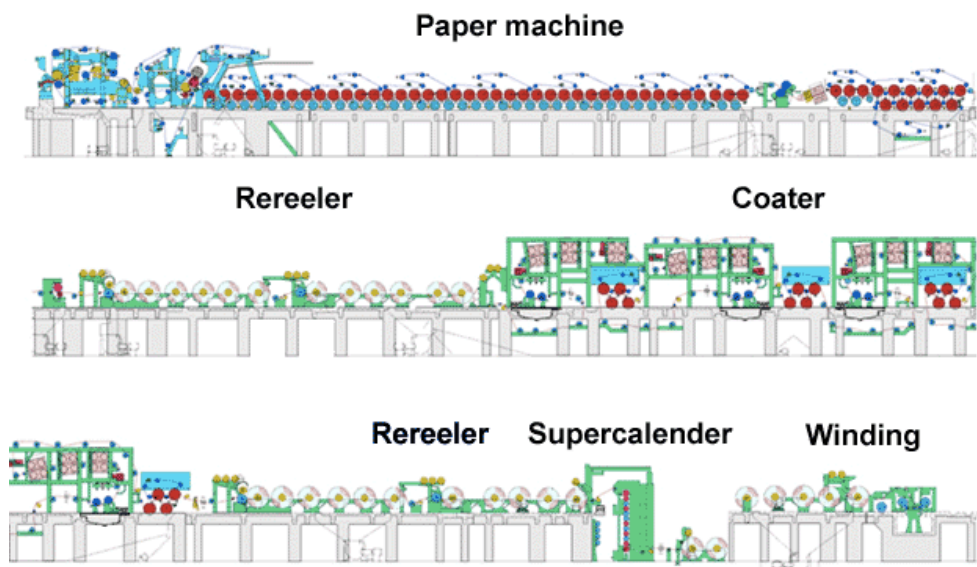 Paper machine
Rereeler
Coater
Rereeler
Supercalender
Winding